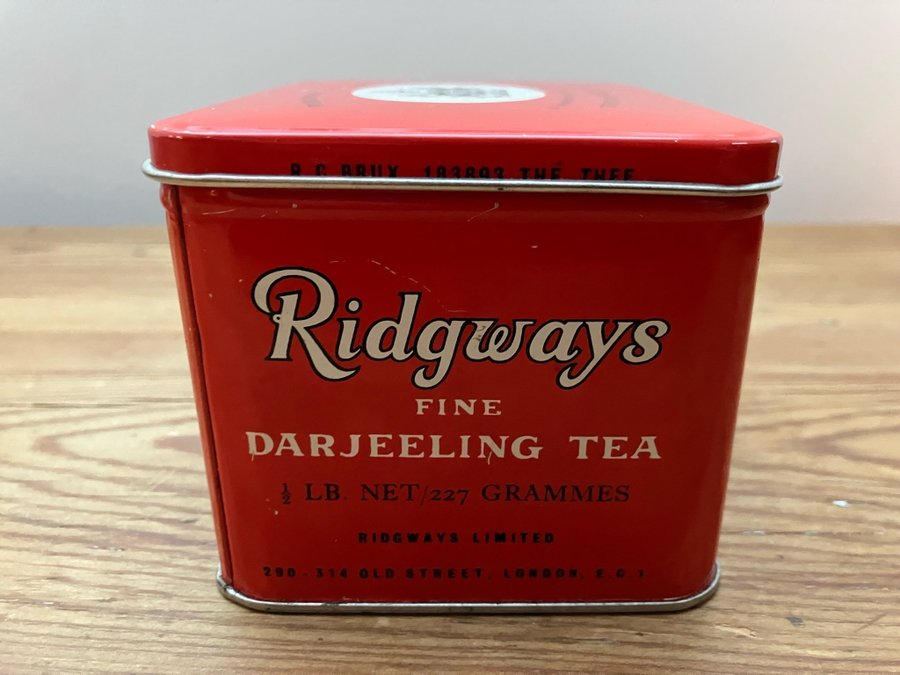 R.C. BRUX. 183893 THÉ THEE
Ridgways
FINE
DARJEELING TEA
½ LB. NET/227 GRAMMES
RIDGWAYS LIMITED
290-314 OLD STREET, LONDON, E.C.1